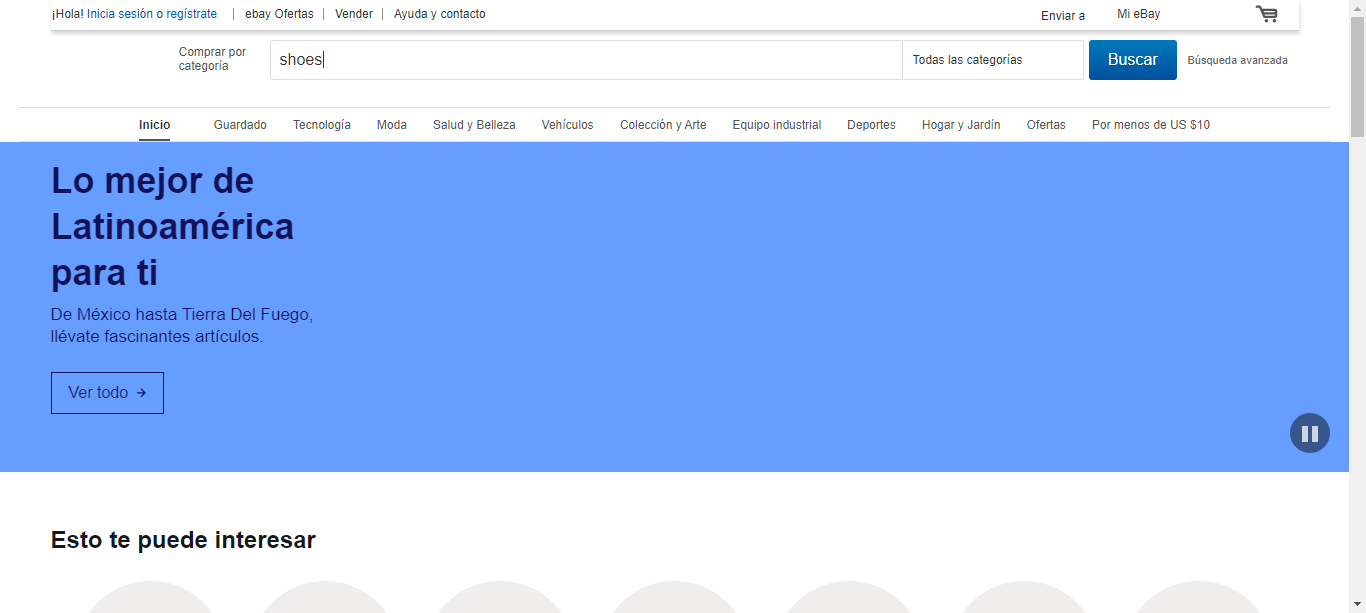 ¡Hola! Inicia sesión o regístrate | ebay Ofertas | Vender | Ayuda y contacto Enviar a Mi eBay
Comprar por
categoría
shoes
Todas las categorías
Buscar
Búsqueda avanzada
Inicio Guardado Tecnología Moda Salud y Belleza Vehículos Colección y Arte Equipo industrial Deportes Hogar y Jardín Ofertas Por menos de US $10
Lo mejor de
Latinoamérica
para ti
De México hasta Tierra Del Fuego,
llévate fascinantes artículos.
Ver todo →
Esto te puede interesar